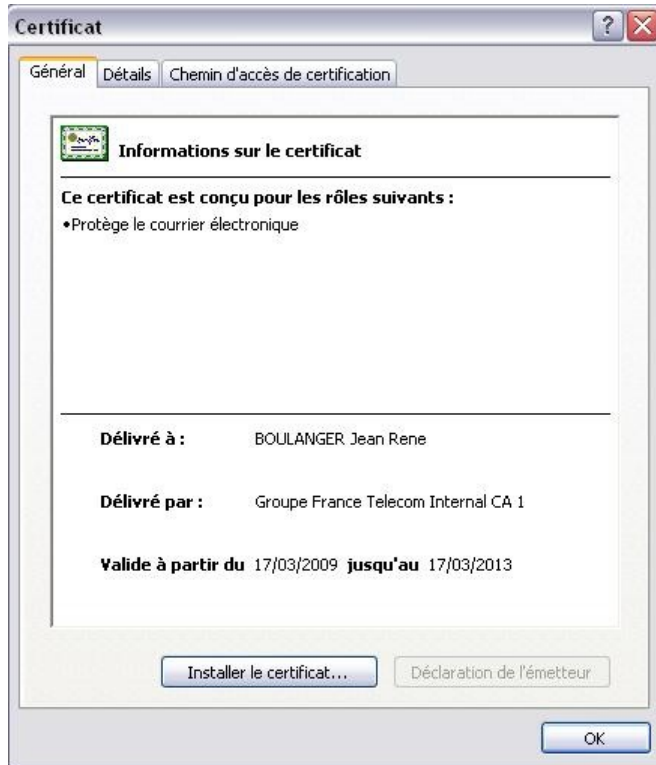 Certificat
Général Détails Chemin d'accès de certification
Informations sur le certificat
Ce certificat est conçu pour les rôles suivants :
•Protège le courrier électronique
Délivré à : BOULANGER Jean Rene
Délivré par : Groupe France Telecom Internal CA 1
Valide à partir du 17/03/2009 jusqu'au 17/03/2013
Installer le certificat... Déclaration de l'émetteur
OK